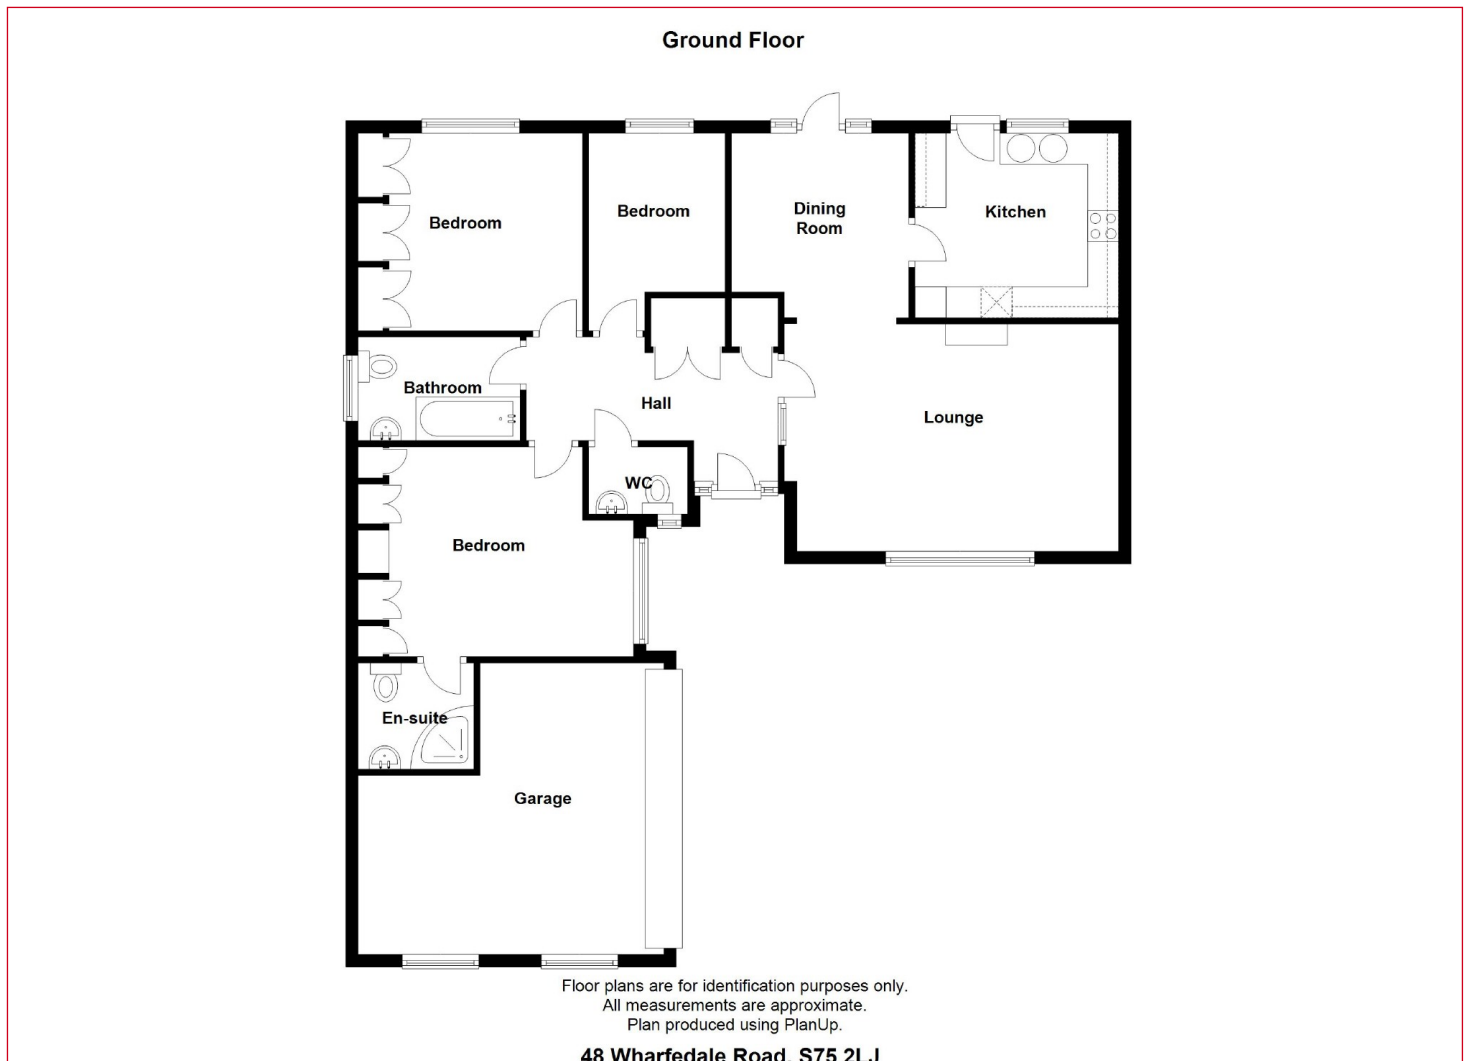 Ground Floor
Bedroom
Bedroom
Dining
Room
Kitchen
Bathroom
Hall
Lounge
WC
Bedroom
En-suite
Garage
Floor plans are for identification purposes only.
All measurements are approximate.
Plan produced using PlanUp.
48 Wharfedale Road, S75 2LJ